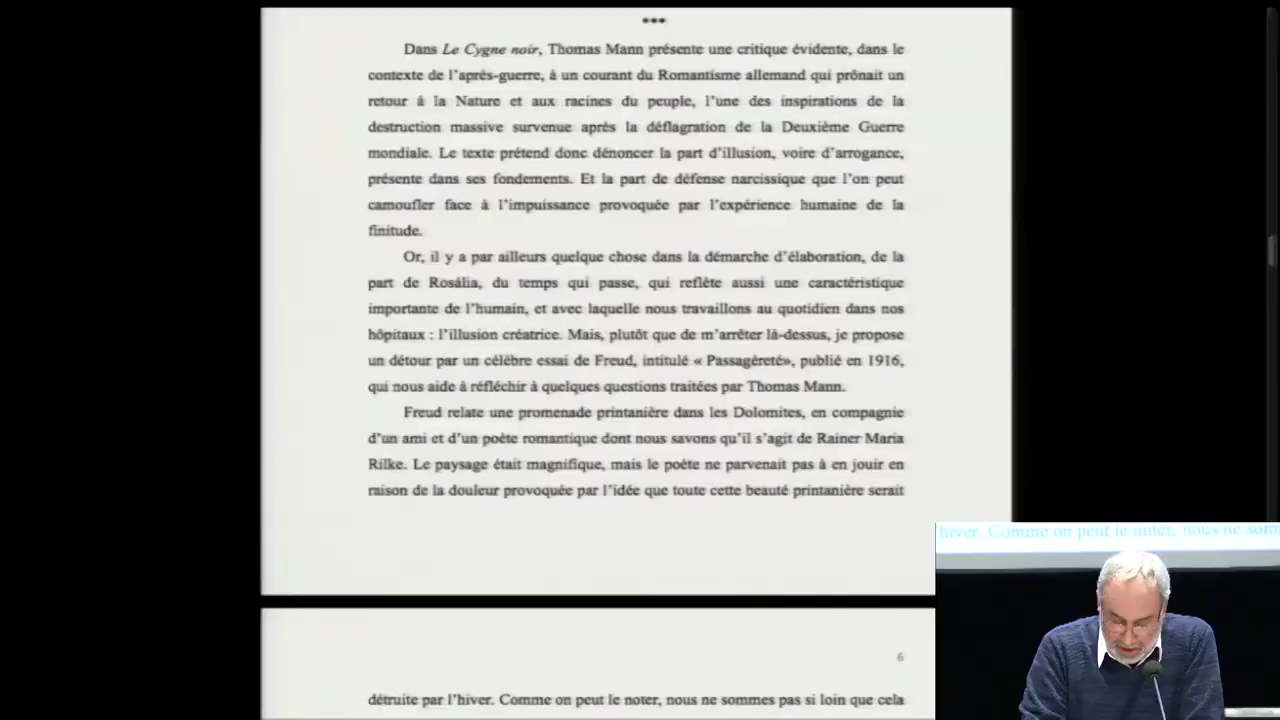 ***
Dans Le Cygne noir, Thomas Mann présente une critique évidente, dans le
contexte de l'après-guerre, à un courant du Romantisme allemand qui prônait un
retour à la Nature et aux racines du peuple, l'une des inspirations de la
destruction massive survenue après la déflagration de la Deuxième Guerre
mondiale. Le texte prétend donc dénoncer la part d'illusion, voire d'arrogance,
présente dans ses fondements. Et la part de défense narcissique que l'on peut
camoufler face à l'impuissance provoquée par l'expérience humaine de la
finitude.
Or, il y a par ailleurs quelque chose dans la démarche d'élaboration, de la
part de Rosália, du temps qui passe, qui reflète aussi une caractéristique
importante de l'humain, et avec laquelle nous travaillons au quotidien dans nos
hôpitaux : l'illusion créatrice. Mais, plutôt que de m'arrêter là-dessus, je propose
un détour par un célèbre essai de Freud, intitulé « Passagèreté», publié en 1916,
qui nous aide à réfléchir à quelques questions traitées par Thomas Mann.
Freud relate une promenade printanière dans les Dolomites, en compagnie
d'un ami et d'un poète romantique dont nous savons qu'il s'agit de Rainer Maria
Rilke. Le paysage était magnifique, mais le poète ne parvenait pas à en jouir en
raison de la douleur provoquée par l'idée que toute cette beauté printanière serait
6
détruite par l'hiver. Comme on peut le noter, nous ne sommes pas si loin que cela
hiver. Comme on peut le noter, nous ne som